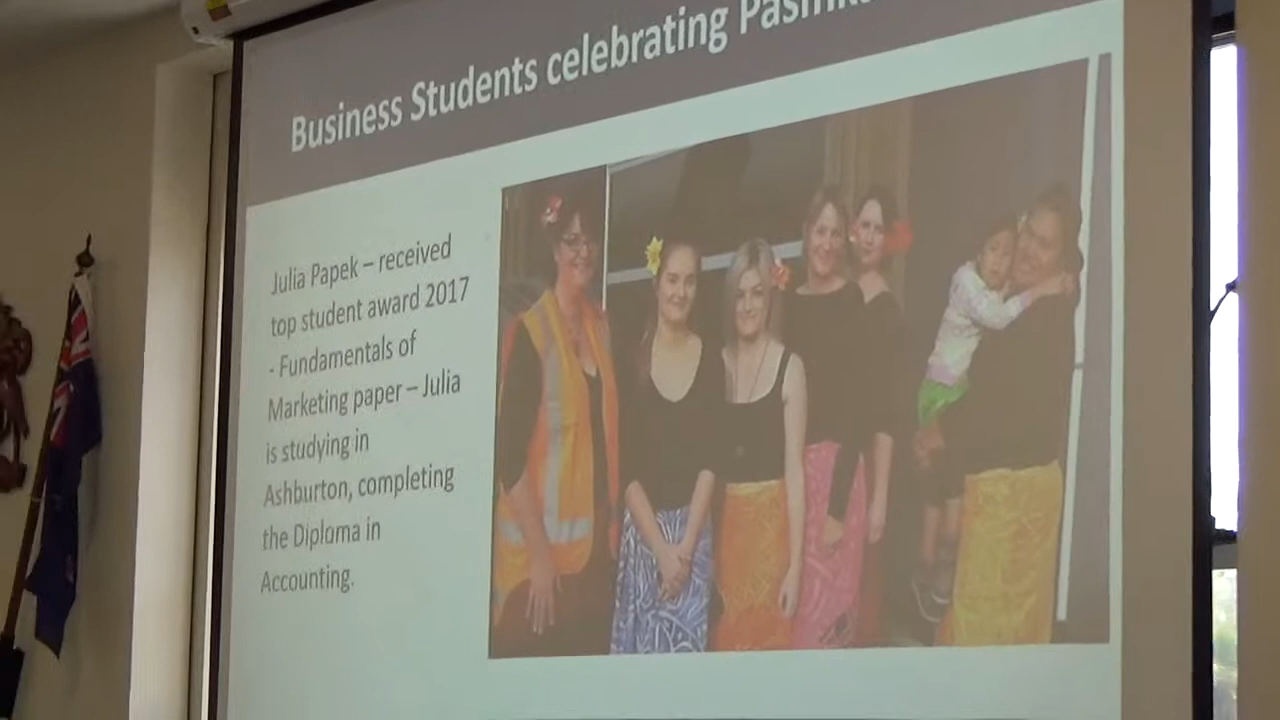 Business Students celebrating
Julia Papek – received
top student award 2017
- Fundamentals of
Marketing paper – Julia
is studying in
Ashburton, completing
the Diploma in
Accounting.